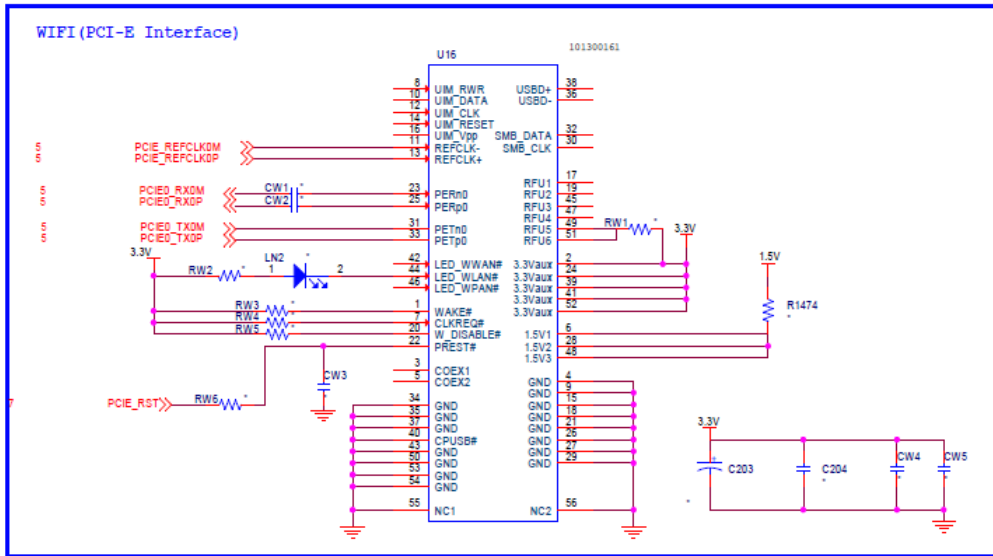 WIFI(PCI-E Interface)
101300161
U16
8 UIM_RWR USBD+ 38
10 UIM_DATA USBD- 36
12 UIM_CLK
14 UIM_RESET
16 UIM_Vpp SMB_DATA 32
5 PCIE_REFCLK0M 11 REFCLK- SMB_CLK 30
5 PCIE_REFCLK0P 13 REFCLK+
RFU1 17
5 PCIE0_RX0M CW1 23 PERn0 RFU2 19
5 PCIE0_RX0P CW2 25 PERp0 RFU3 45
RFU4 47
5 PCIE0_TX0M 31 PETn0 RFU5 49 RW1
5 PCIE0_TX0P 33 PETp0 RFU6 51 3.3V
3.3V
LN2
42 LED_WWAN# 3.3Vaux 2 1.5V
RW2 1 2 44 LED_WLAN# 3.3Vaux 24
46 LED_WPAN# 3.3Vaux 39
3.3Vaux 41
RW3 1 WAKE# 3.3Vaux 52 R1474
RW4 7 CLKREQ#
RW5 20 W_DISABLE# 1.5V1 6
22 PREST# 1.5V2 28
1.5V3 48
3 COEX1
5 COEX2 GND 4
CW3 GND 9
7 PCIE_RST RW6 34 GND GND 15
35 GND GND 18
37 GND GND 21
40 CPUSB# GND 26
43 GND GND 27
50 GND GND 29
53 GND
54 GND
55 NC1 NC2 56
3.3V
C203 C204 CW4 CW5